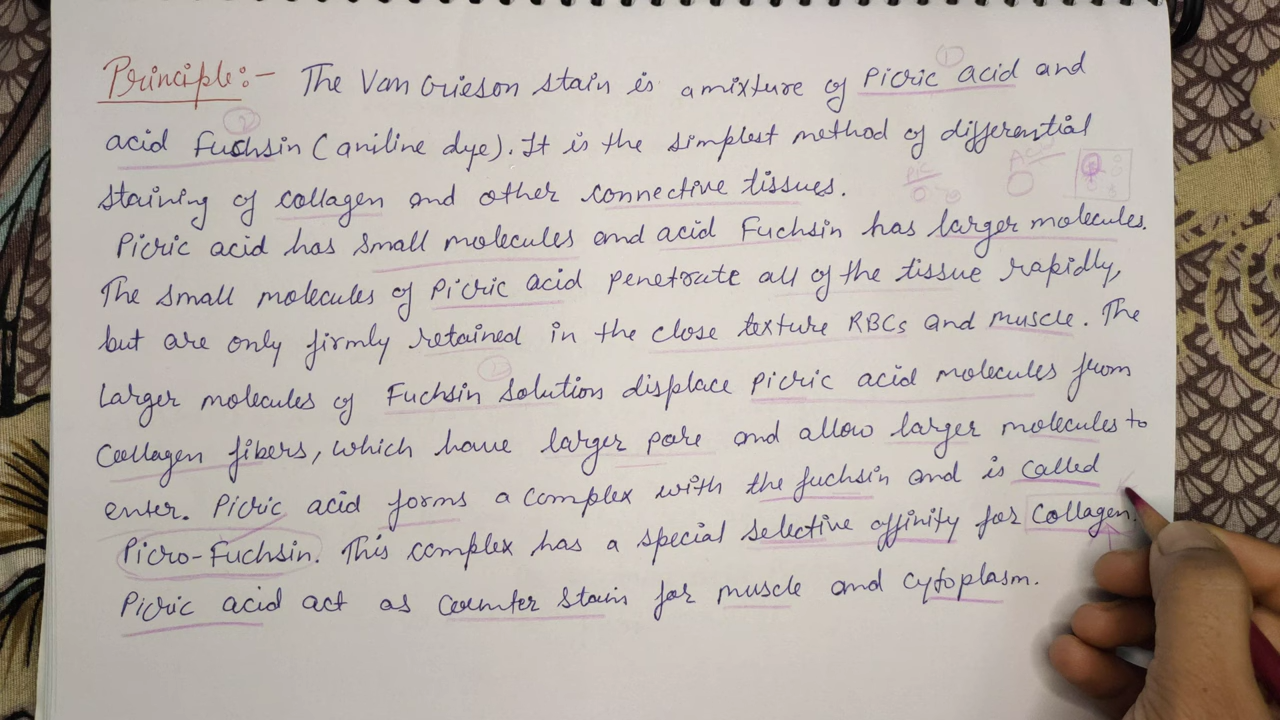 Principle:- The Van Grieson stain is a mixture of Picric acid and
acid Fuchsin (aniline dye). It is the simplest method of differential
staining of collagen and other connective tissues.
Picric acid has small molecules and acid Fuchsin has larger molecules.
The small molecules of Picric acid penetrate all of the tissue rapidly,
but are only firmly retained in the close texture RBCs and muscle. The
Larger molecules of Fuchsin solution displace picric acid molecules from
Collagen fibers, which have larger pore and allow larger molecules to
enter. Picric acid forms a complex with the fuchsin and is called
Picro-Fuchsin. This complex has a special selective affinity for Collagen.
Picric acid act as counter stain for muscle and cytoplasm.